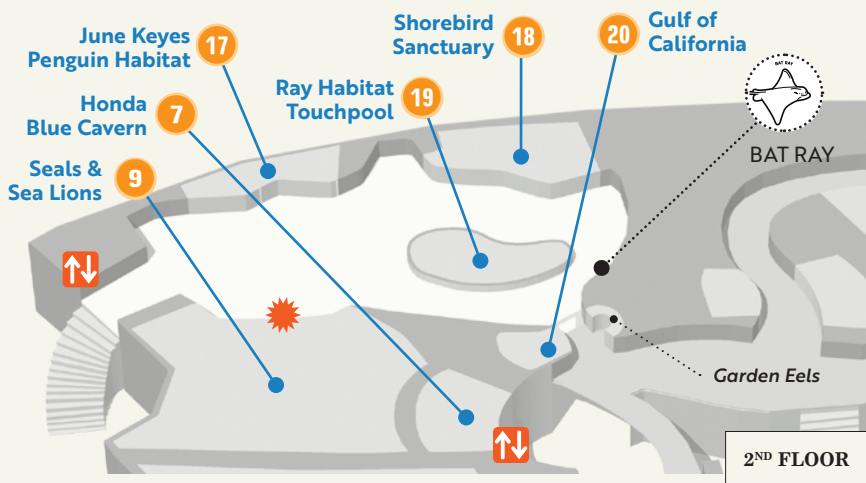 June Keyes
Penguin Habitat
17
Honda
Blue Cavern
7
Seals &
Sea Lions
9
Ray Habitat
Touchpool
19
Shorebird
Sanctuary
18
20
Gulf of
California
BAT RAY
BAT RAY
Garden Eels
2ND FLOOR